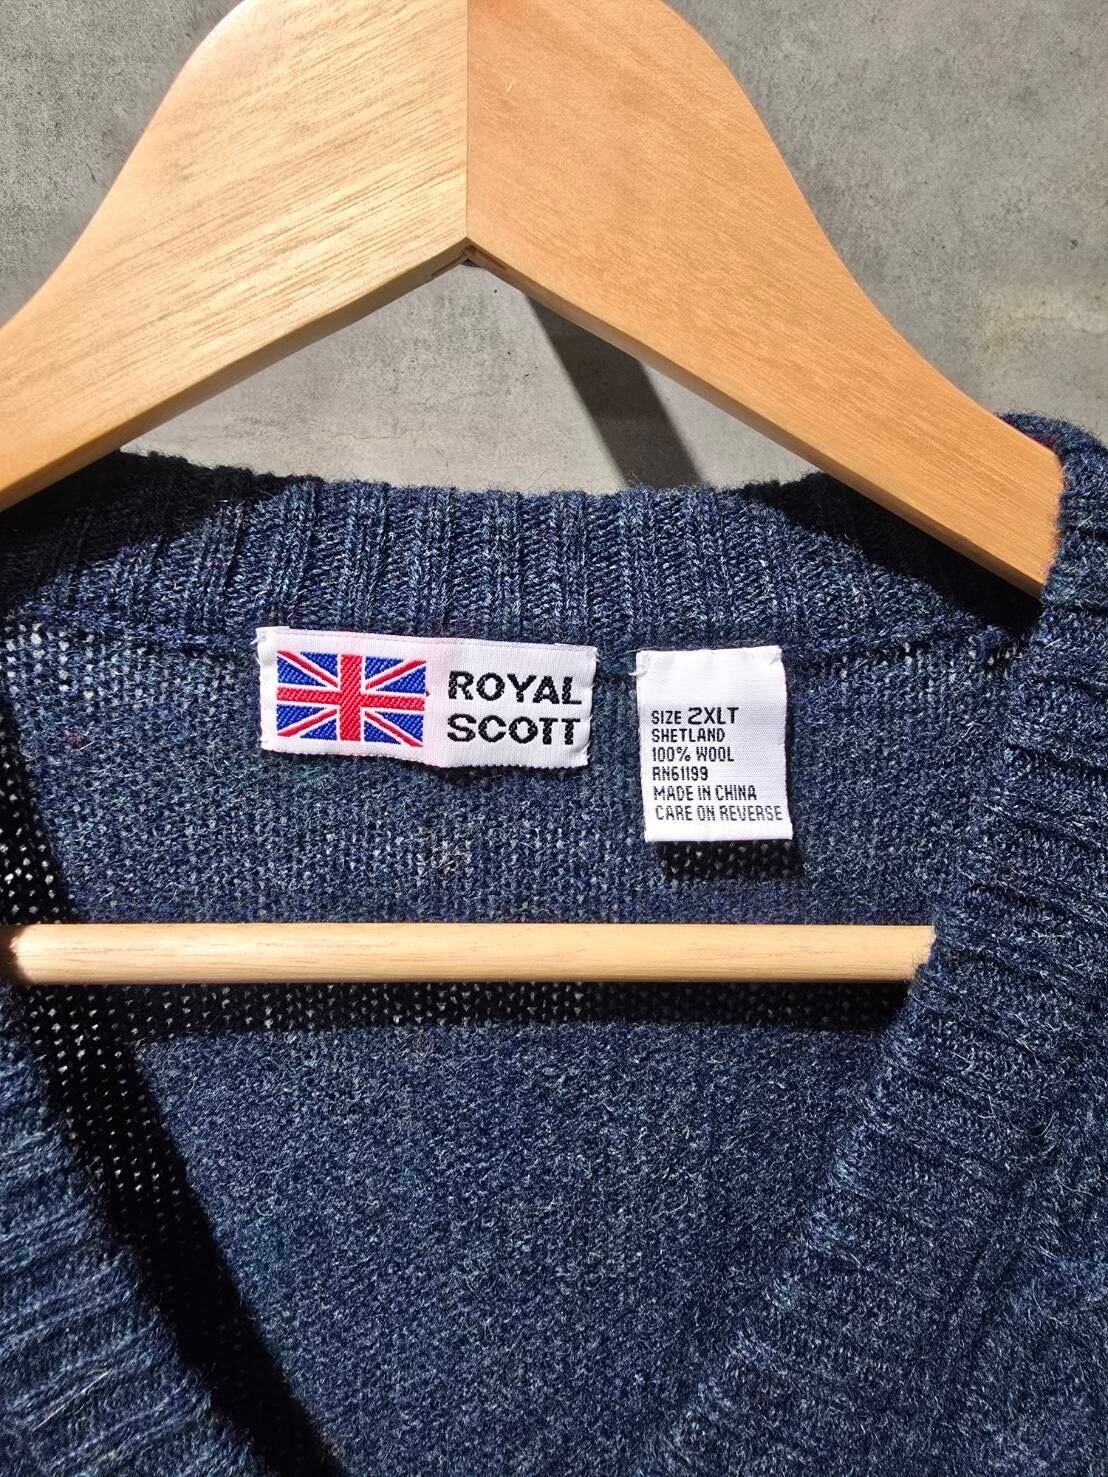 ROYAL
SCOTT
SIZE 2XLT
SHETLAND
100% WOOL
RN61199
MADE IN CHINA
CARE ON REVERSE